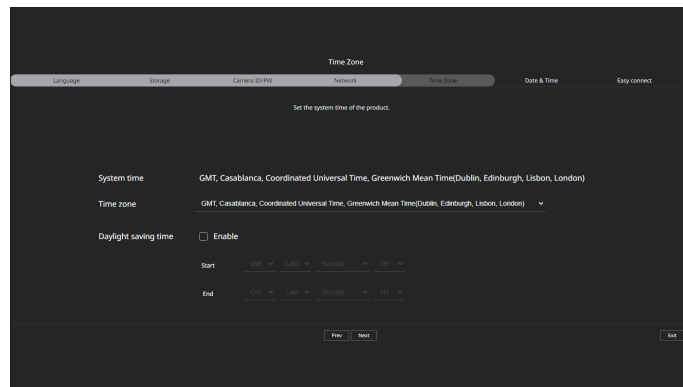 Time Zone
Language Storage Camera ID/PW Network Time Zone Date & Time Easy connect
Set the system time of the product.
System time GMT, Casablanca, Coordinated Universal Time, Greenwich Mean Time(Dublin, Edinburgh, Lisbon, London)
Time zone GMT, Casablanca, Coordinated Universal Time, Greenwich Mean Time(Dublin, Edinburgh, Lisbon, London)
Daylight saving time Enable
Start Mar Last Sunday 1H
End Oct Last Sunday 1H
Prev Next Exit